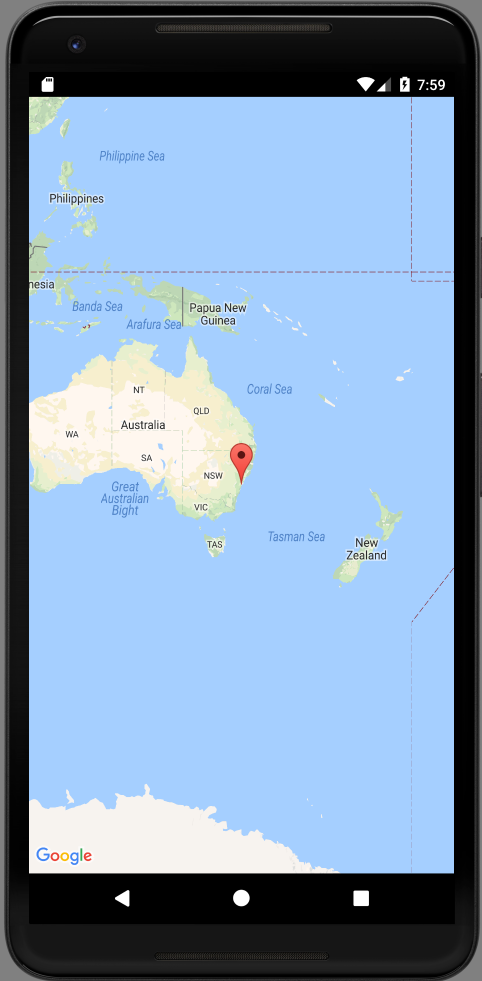 7:59
Philippine Sea
Philippines
nesia
Banda Sea
Papua New
Guinea
Arafura Sea
NT
Coral Sea
QLD
Australia
WA
SA
NSW
Great
Australian
Bight
VIC
Tasman Sea
TAS
New
Zealand
Google